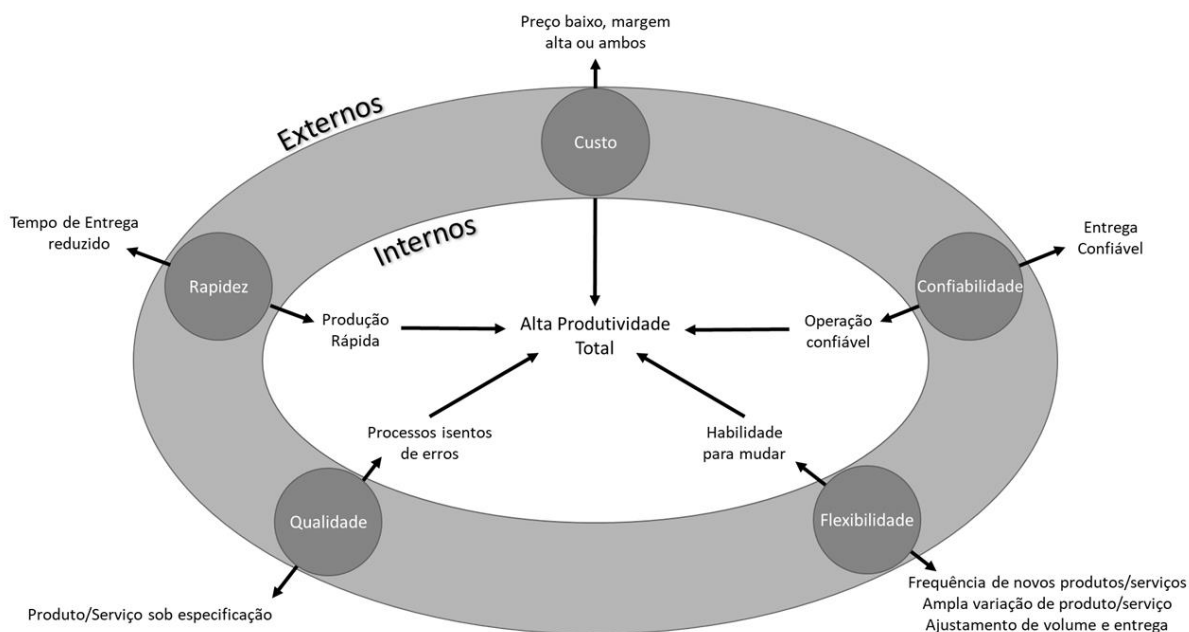 Preço baixo, margem
alta ou ambos
Externos
Custo
Internos
Tempo de Entrega
reduzido
Entrega
Confiável
Rapidez
Confiabilidade
Produção
Rápida
Alta Produtividade
Total
Operação
confiável
Processos isentos
de erros
Habilidade
para mudar
Qualidade
Flexibilidade
Produto/Serviço sob especificação
Frequência de novos produtos/serviços
Ampla variação de produto/serviço
Ajustamento de volume e entrega